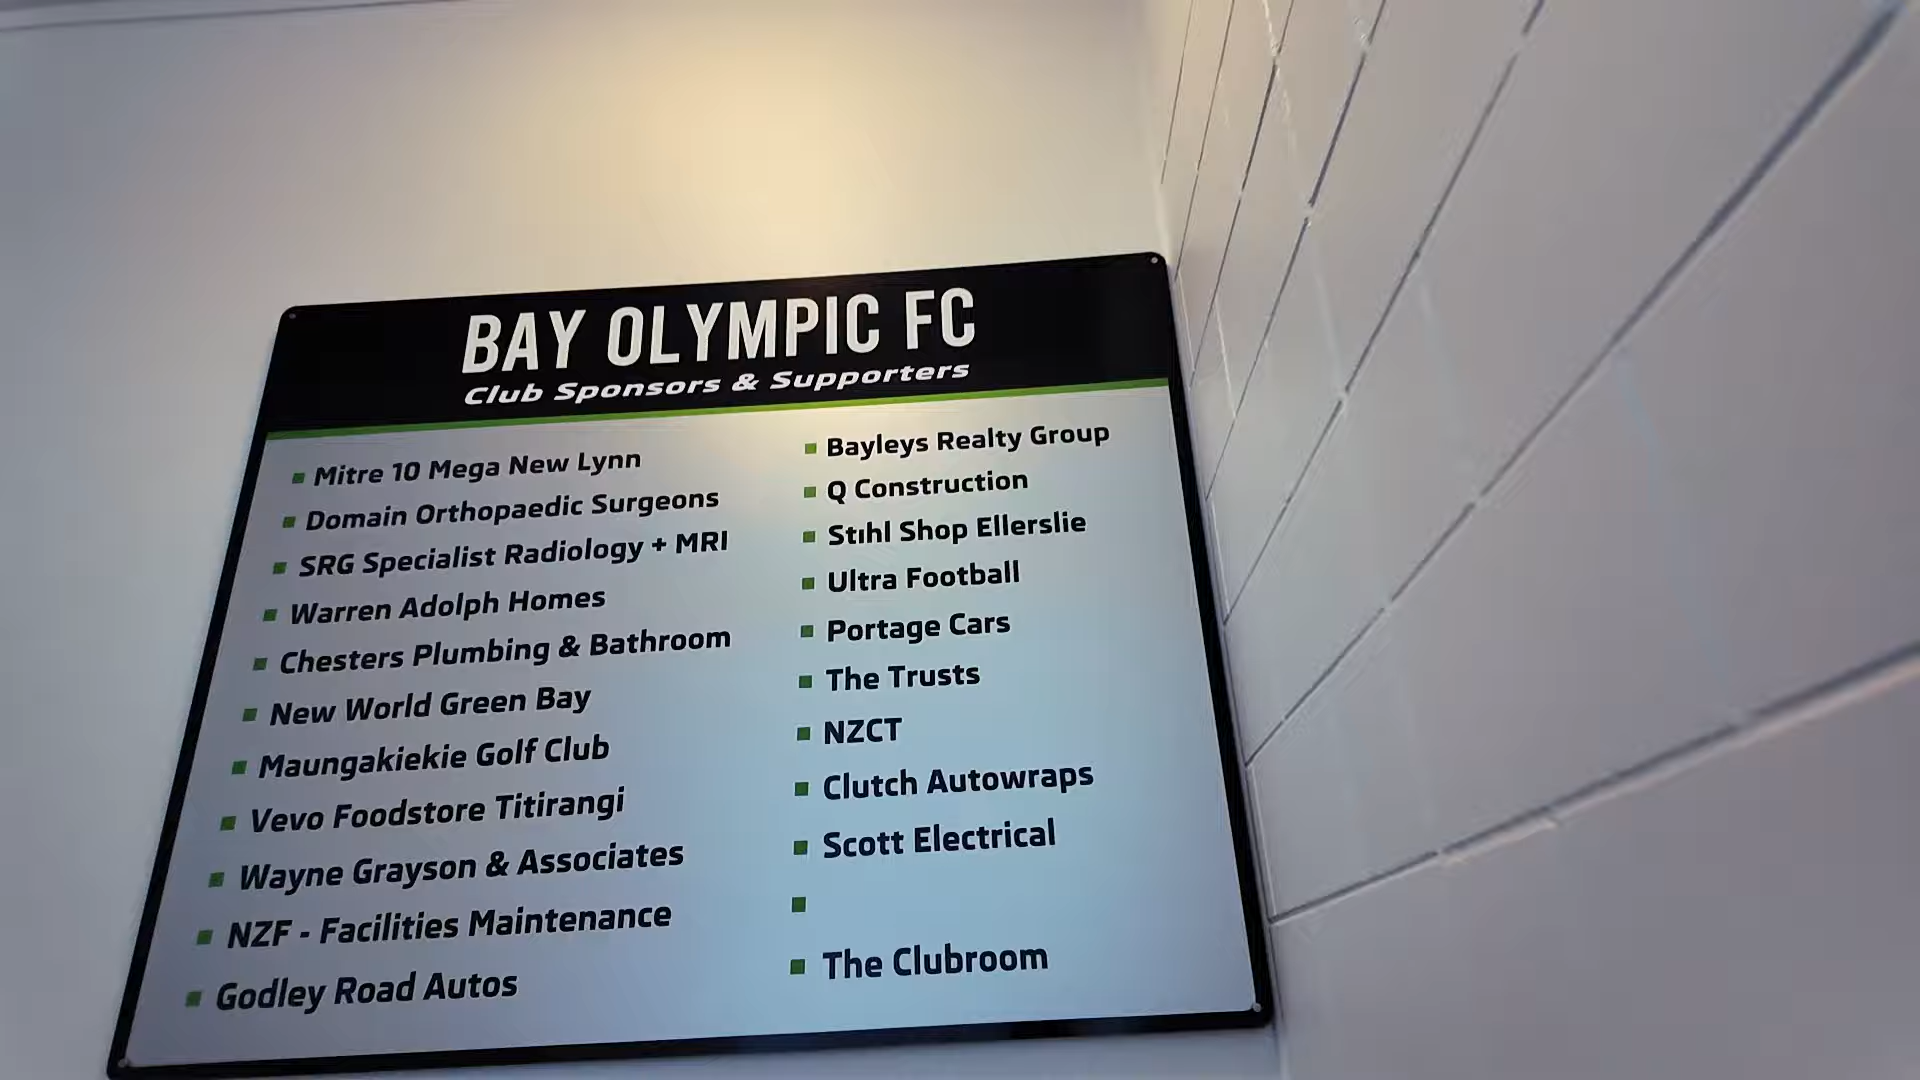 BAY OLYMPIC FC
Club Sponsors & Supporters
Mitre 10 Mega New Lynn
Domain Orthopaedic Surgeons
SRG Specialist Radiology + MRI
Warren Adolph Homes
Chesters Plumbing & Bathroom
New World Green Bay
Maungakiekie Golf Club
Vevo Foodstore Titirangi
Wayne Grayson & Associates
NZF - Facilities Maintenance
Godley Road Autos
Bayleys Realty Group
Q Construction
Stihl Shop Ellerslie
Ultra Football
Portage Cars
The Trusts
NZCT
Clutch Autowraps
Scott Electrical
The Clubroom